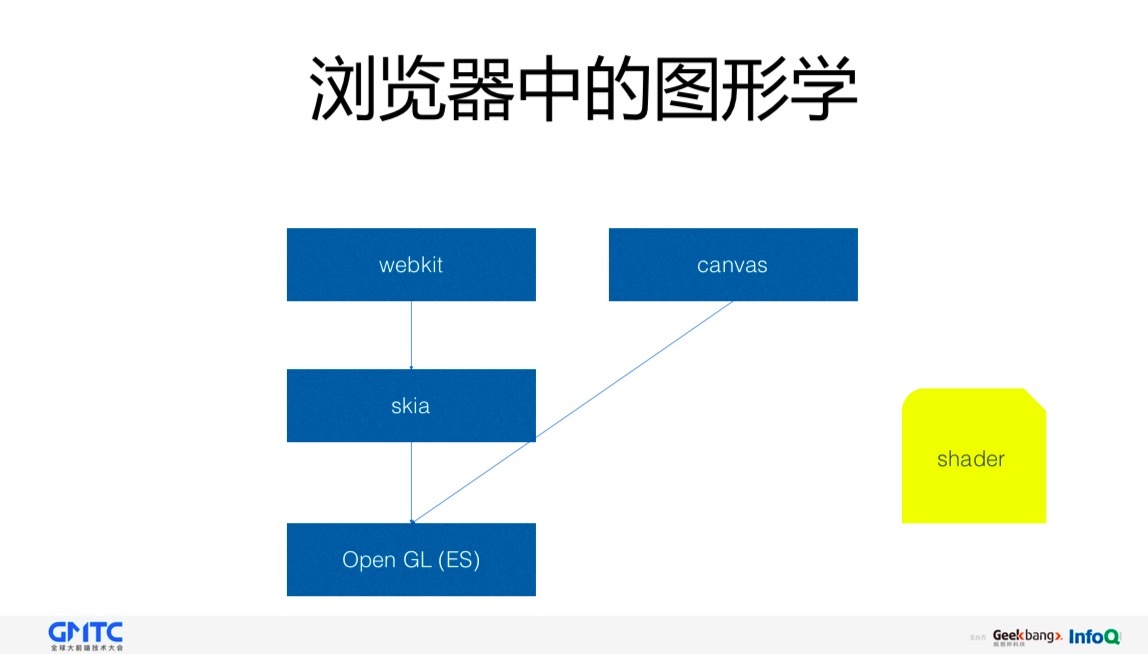 浏览器中的图形学
webkit
canvas
skia
shader
Open GL (ES)
GMTC
全球大前端技术大会
主办方
Geekbang>.
极客邦科技
InfoQ